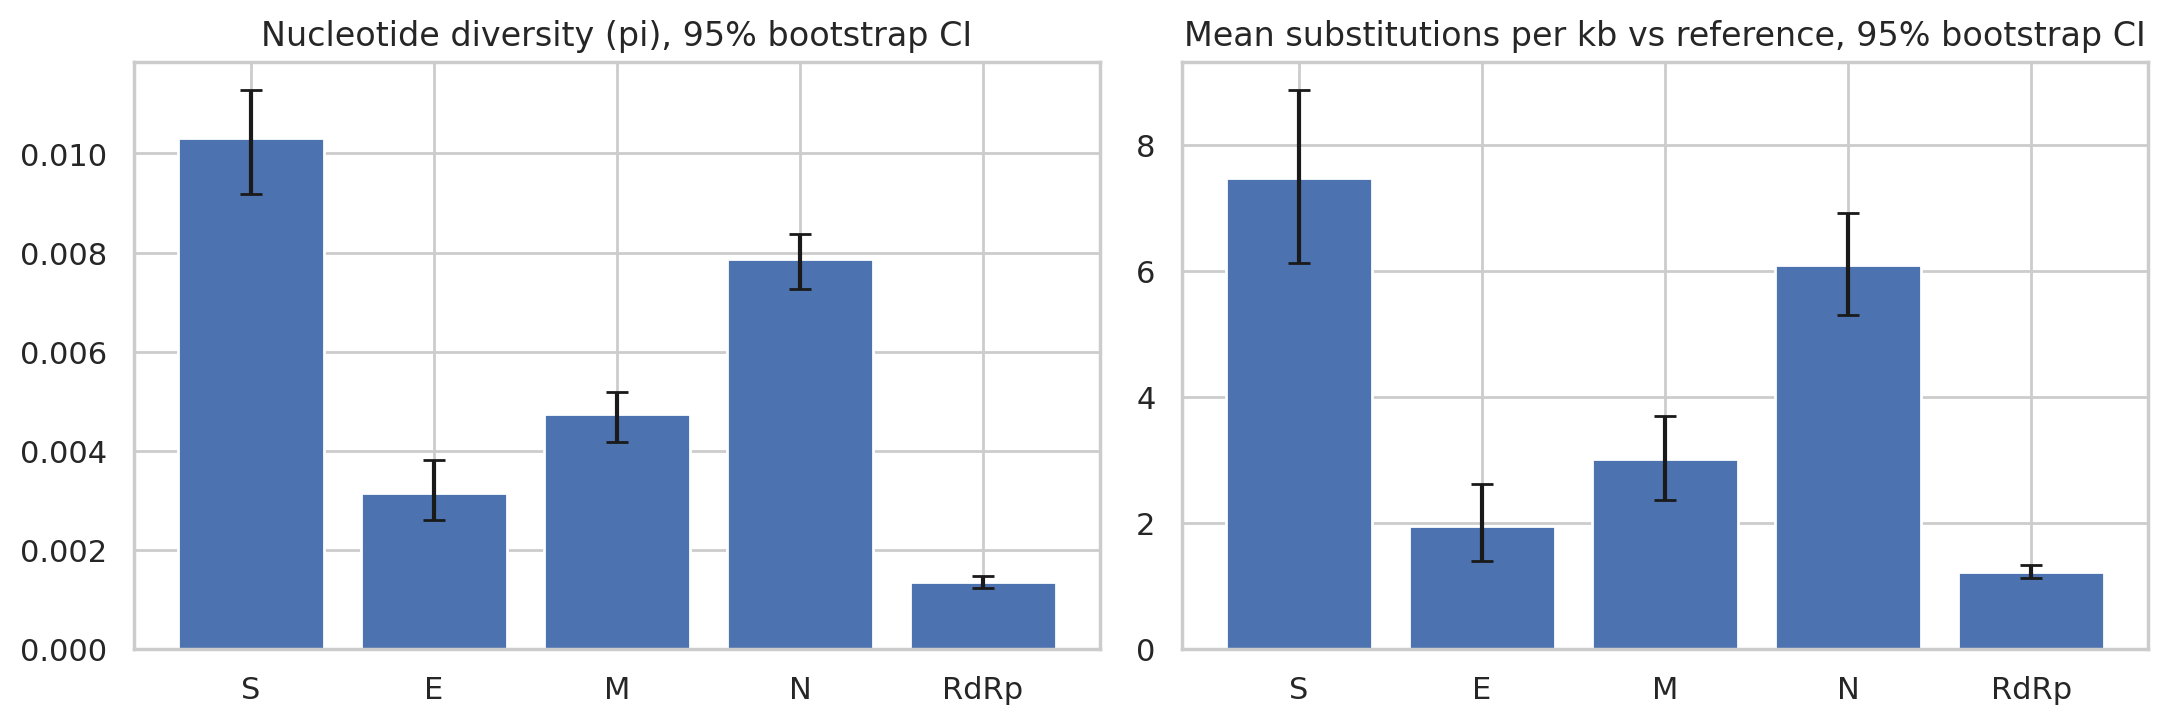 Nucleotide diversity (pi), 95% bootstrap CI
0.010
0.008
0.006
0.004
0.002
0.000
S E M N RdRp
Mean substitutions per kb vs reference, 95% bootstrap CI
8
6
4
2
0
S E M N RdRp